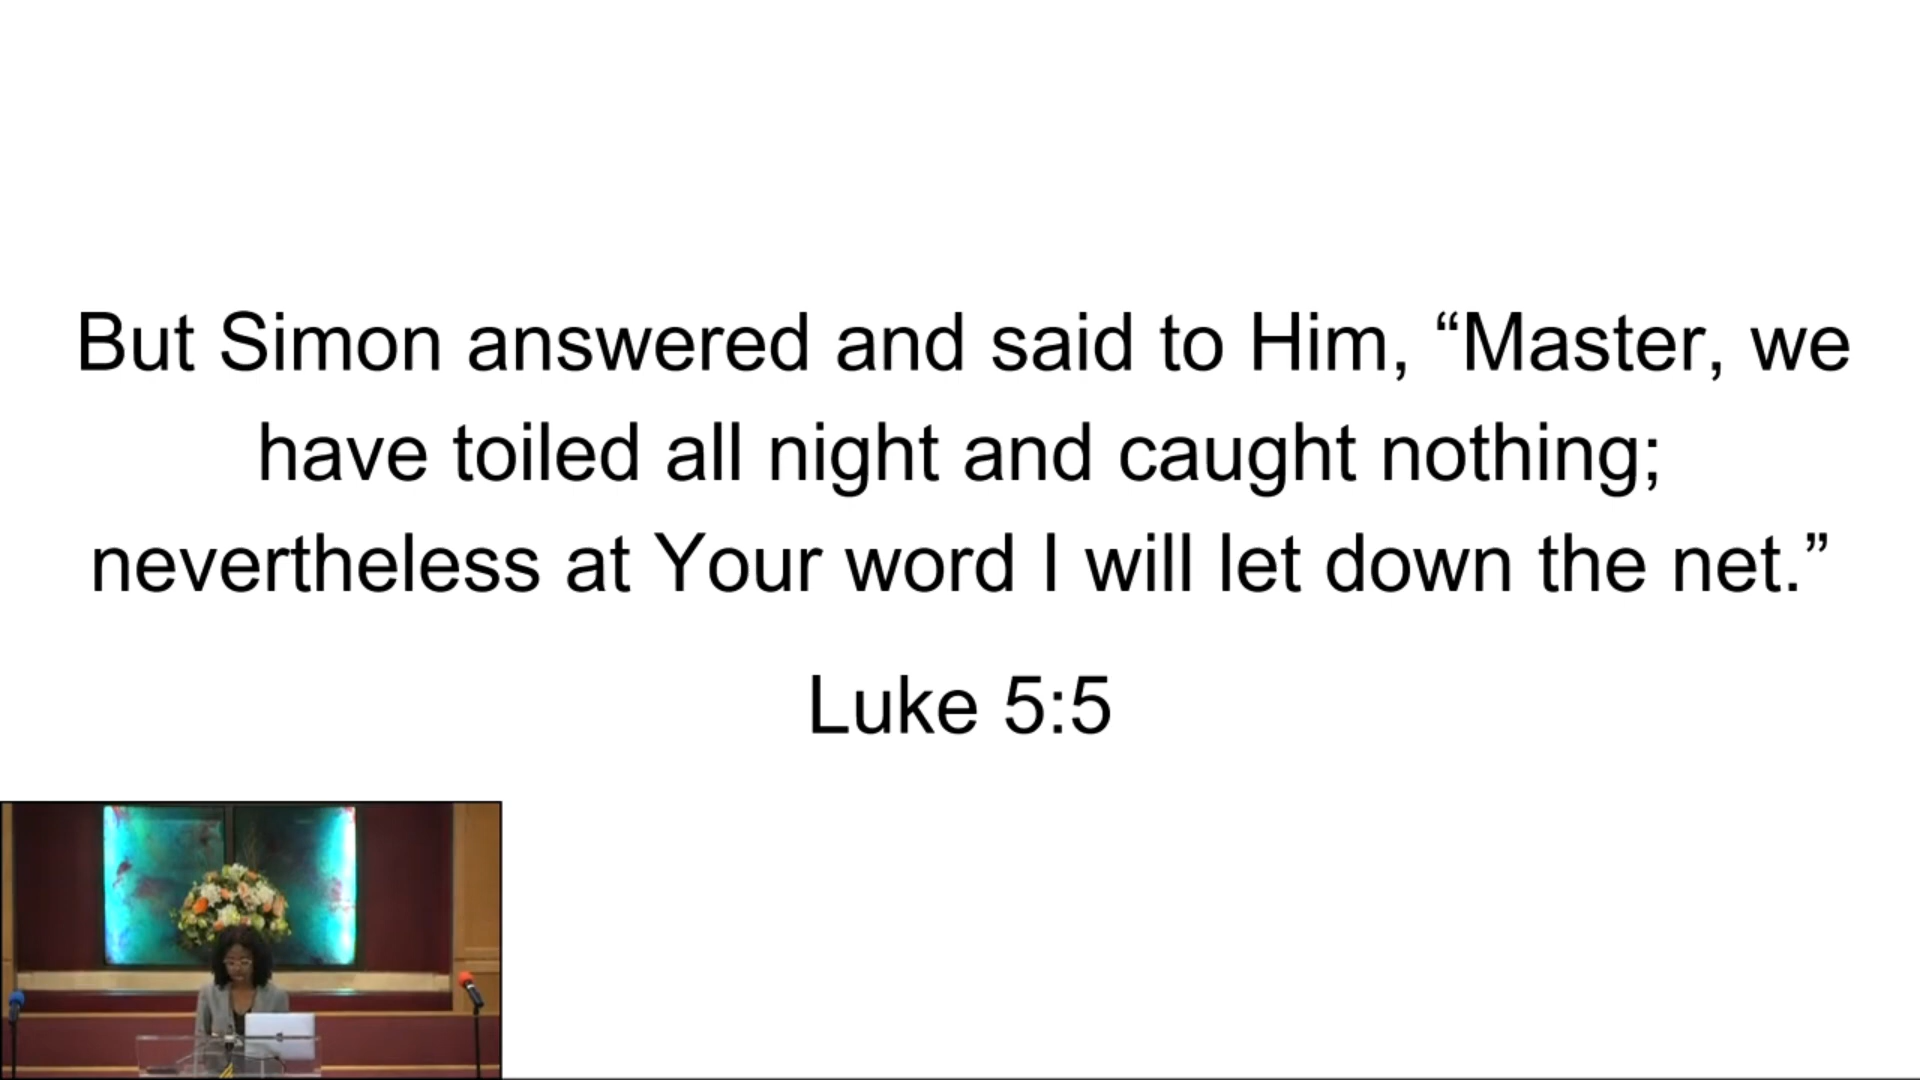 But Simon answered and said to Him, “Master, we
have toiled all night and caught nothing;
nevertheless at Your word I will let down the net.”
Luke 5:5